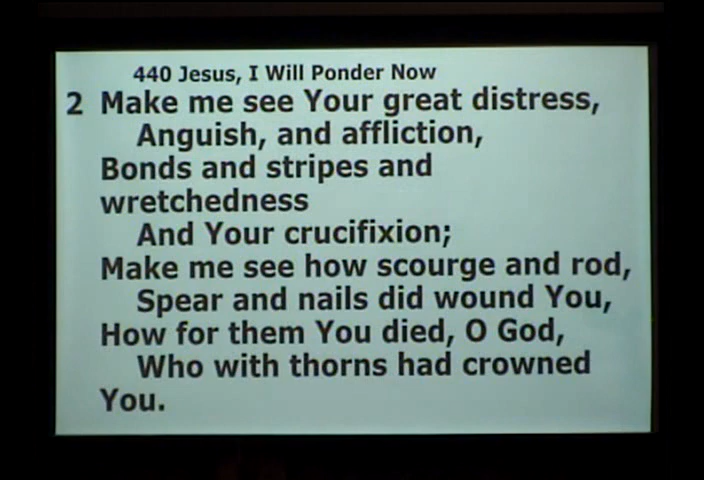 440 Jesus, I Will Ponder Now
2 Make me see Your great distress,
Anguish, and affliction,
Bonds and stripes and
wretchedness
And Your crucifixion;
Make me see how scourge and rod,
Spear and nails did wound You,
How for them You died, O God,
Who with thorns had crowned
You.